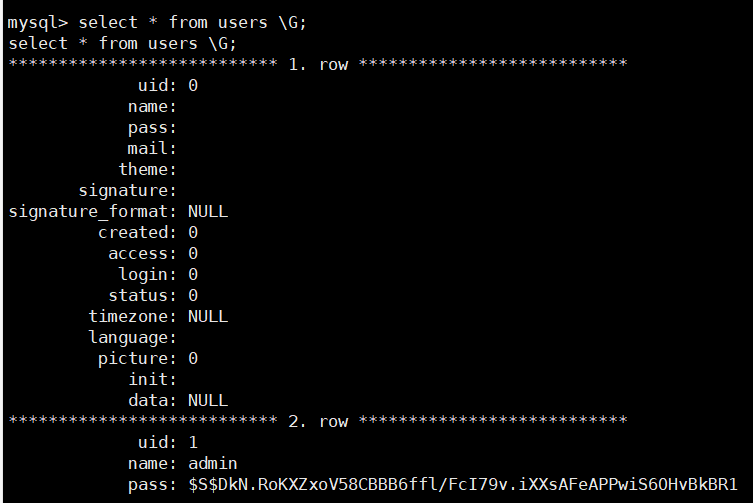 mysql> select * from users \G;
select * from users \G;
*************************** 1. row ***************************
uid: 0
name:
pass:
mail:
theme:
signature:
signature_format: NULL
created: 0
access: 0
login: 0
status: 0
timezone: NULL
language:
picture: 0
init:
data: NULL
*************************** 2. row ***************************
uid: 1
name: admin
pass: $S$DkN.RoKXZxoV58CBBB6ffl/FcI79v.iXXsAFeAPPwiS6OHvBkBR1